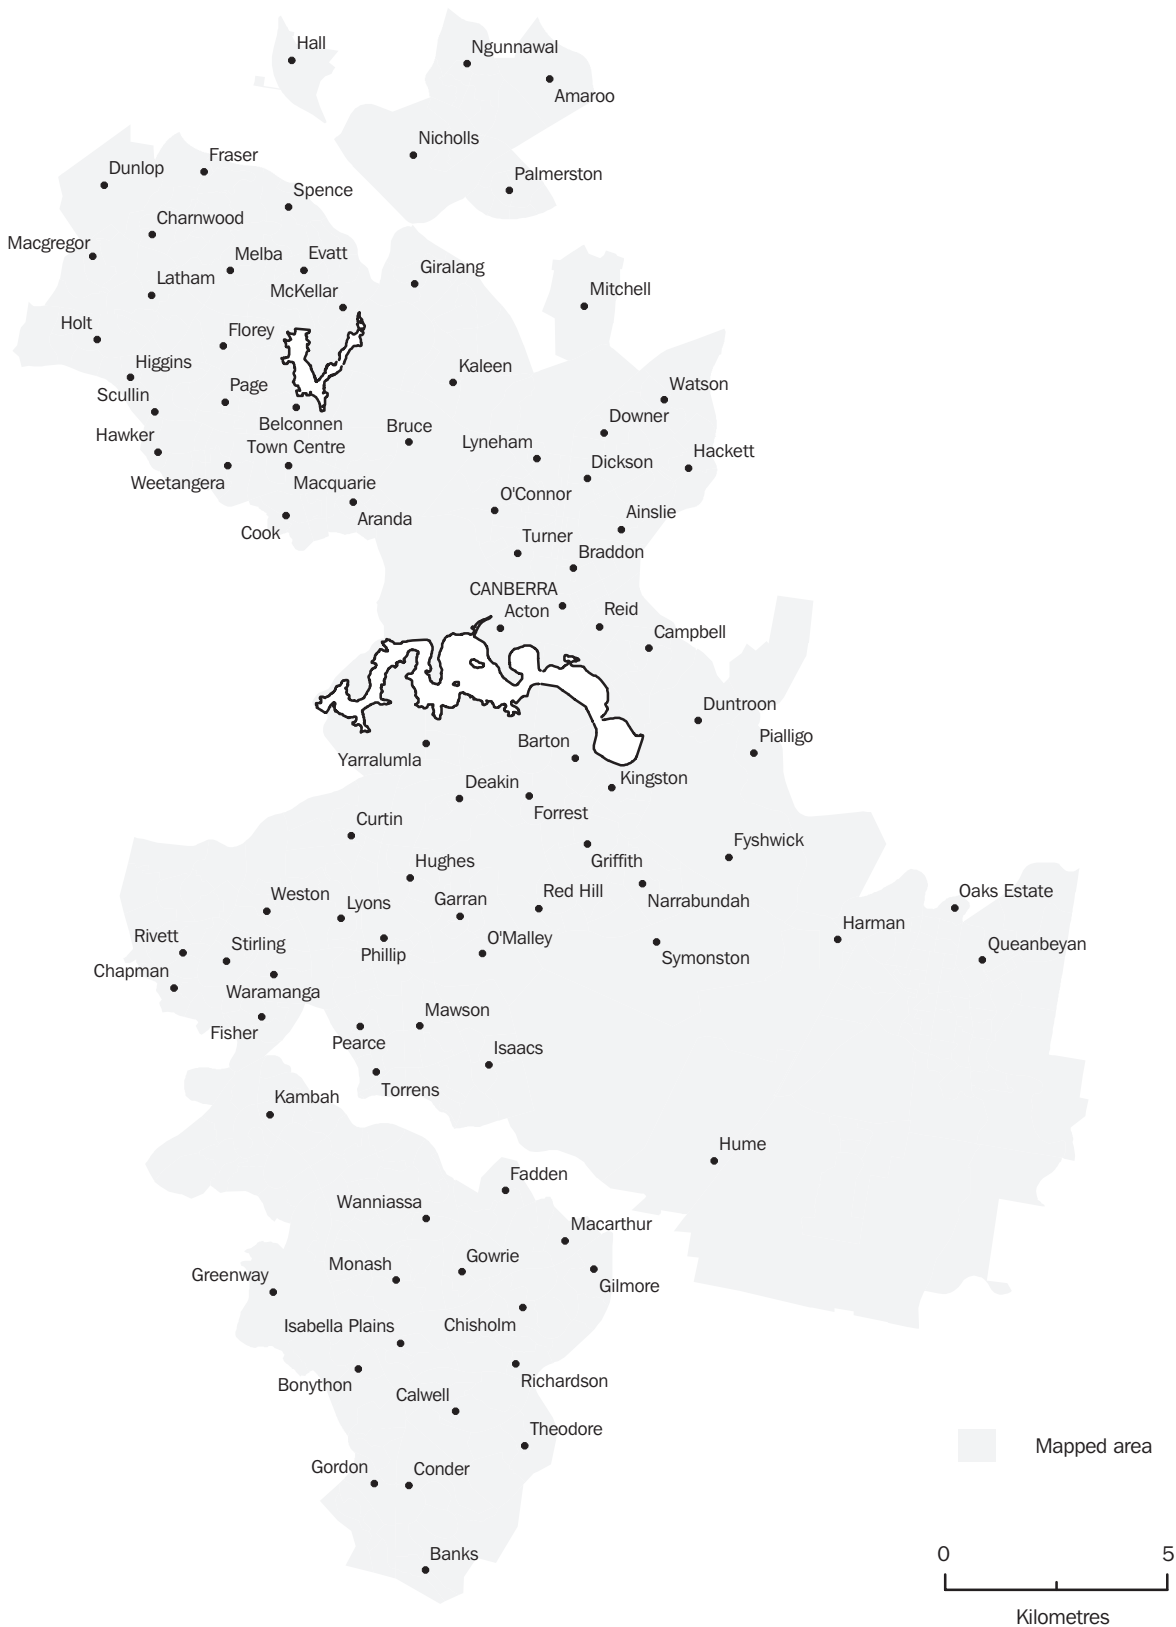 Hall
Ngunnawal
Amaroo
Nicholls
Fraser
Dunlop
Palmerston
Spence
Charnwood
Macgregor
Melba
Evatt
Giralang
Latham
McKellar
Mitchell
Holt
Florey
Higgins
Kaleen
Page
Watson
Scullin
Downer
Belconnen
Town Centre
Bruce
Hawker
Lyneham
Hackett
Dickson
Weetangera
Macquarie
O'Connor
Ainslie
Aranda
Cook
Turner
Braddon
CANBERRA
Acton
Reid
Campbell
Duntroon
Pialligo
Barton
Yarralumla
Kingston
Deakin
Forrest
Curtin
Fyshwick
Hughes
Griffith
Weston
Lyons
Garran
Red Hill
Narrabundah
Oaks Estate
Harman
Rivett
Stirling
Phillip
O'Malley
Symonston
Queanbeyan
Chapman
Waramanga
Mawson
Fisher
Pearce
Isaacs
Torrens
Kambah
Hume
Fadden
Wanniassa
Macarthur
Gowrie
Monash
Greenway
Gilmore
Isabella Plains
Chisholm
Richardson
Bonython
Calwell
Theodore
Mapped area
Gordon
Conder
Banks
0 5
Kilometres